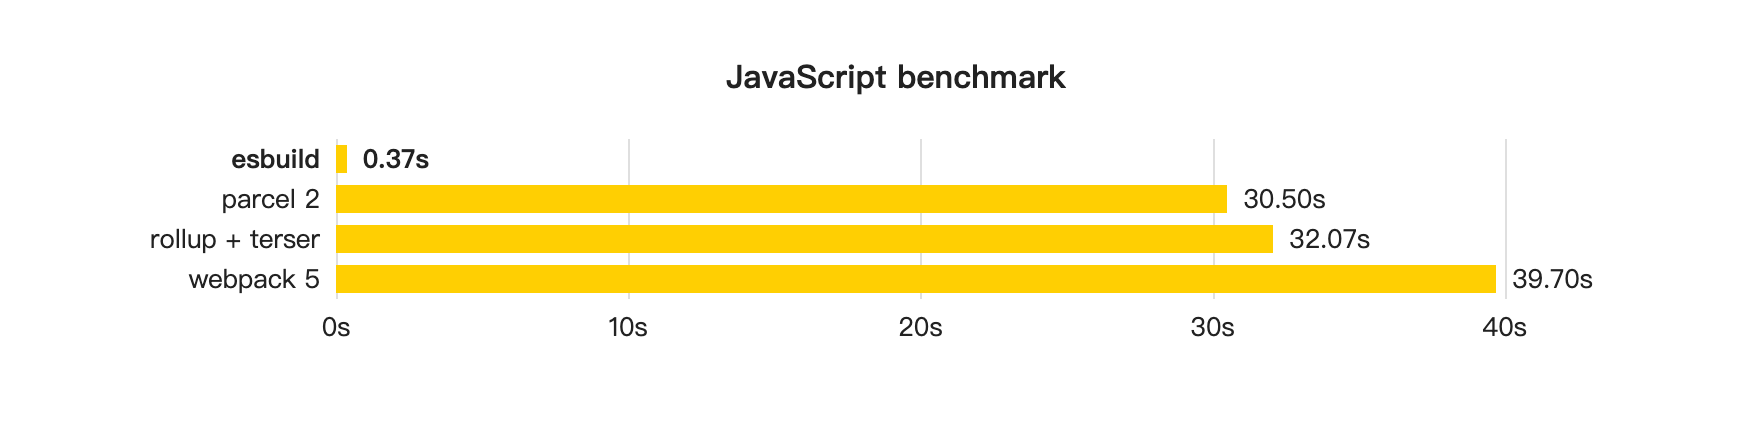 JavaScript benchmark
esbuild 0.37s
parcel 2 30.50s
rollup + terser 32.07s
webpack 5 39.70s
0s 10s 20s 30s 40s